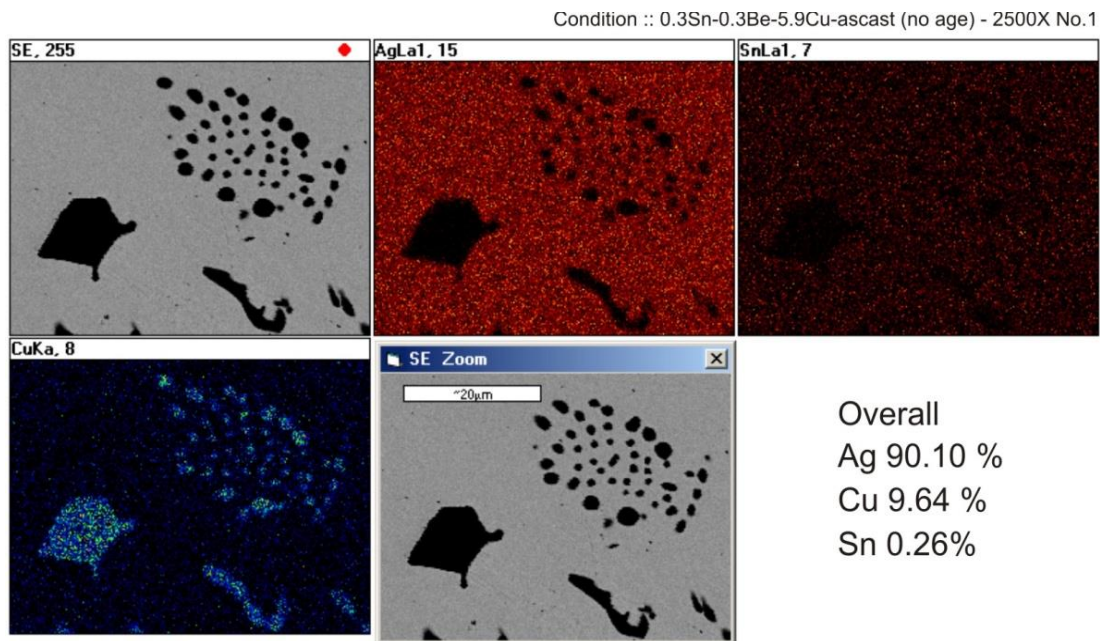 Condition :: 0.3Sn-0.3Be-5.9Cu-ascast (no age) - 2500X No.1
SE, 255
AgLa1, 15
SnLa1, 7
CuKa, 8
SE Zoom
~20µm
Overall
Ag 90.10 %
Cu 9.64 %
Sn 0.26%